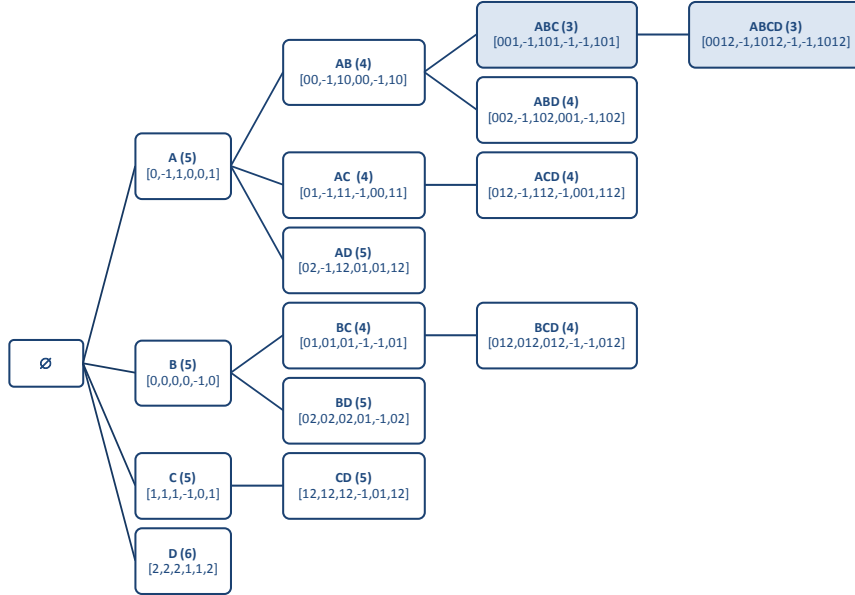 ABC (3)
[001,-1,101,-1,-1,101]
ABCD (3)
[0012,-1,1012,-1,-1,1012]
AB (4)
[00,-1,10,00,-1,10]
ABD (4)
[002,-1,102,001,-1,102]
A (5)
[0,-1,1,0,0,1]
AC (4)
[01,-1,11,-1,00,11]
ACD (4)
[012,-1,112,-1,001,112]
AD (5)
[02,-1,12,01,01,12]
∅
B (5)
[0,0,0,0,-1,0]
BC (4)
[01,01,01,-1,-1,01]
BCD (4)
[012,012,012,-1,-1,012]
BD (5)
[02,02,02,01,-1,02]
C (5)
[1,1,1,-1,0,1]
CD (5)
[12,12,12,-1,01,12]
D (6)
[2,2,2,1,1,2]